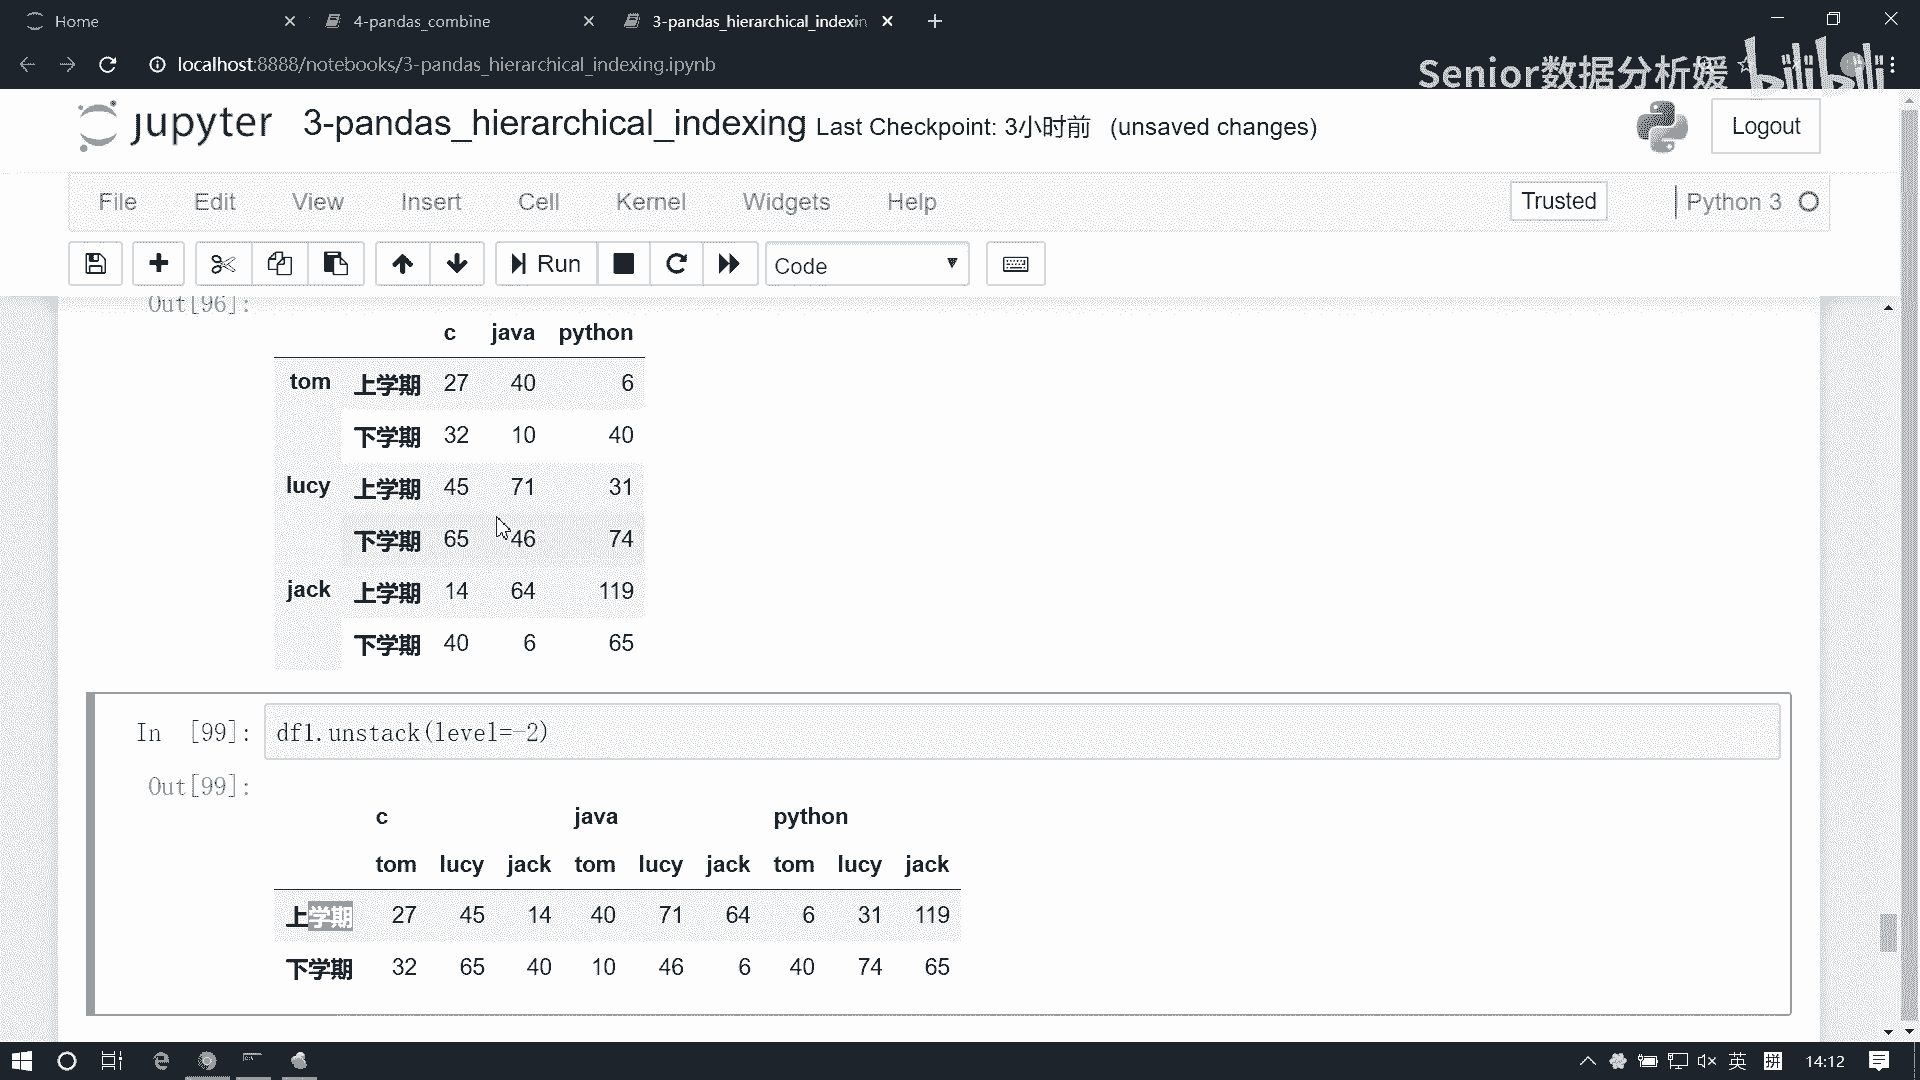 Home
4-pandas_combine
3-pandas_hierarchical_indexin
localhost:8888/notebooks/3-pandas_hierarchical_indexing.ipynb
Senior数据分析媛 bilibili
jupyter 3-pandas_hierarchical_indexing Last Checkpoint: 3小时前 (unsaved changes)
Logout
File Edit View Insert Cell Kernel Widgets Help
Trusted
Python 3
Run
Code
Out[96]:
c java python
tom 上学期 27 40 6
下学期 32 10 40
lucy 上学期 45 71 31
下学期 65 46 74
jack 上学期 14 64 119
下学期 40 6 65
In [99]: df1.unstack(level=-2)
Out[99]:
c java python
tom lucy jack tom lucy jack tom lucy jack
上学期 27 45 14 40 71 64 6 31 119
下学期 32 65 40 10 46 6 40 74 65
英 拼 14:12